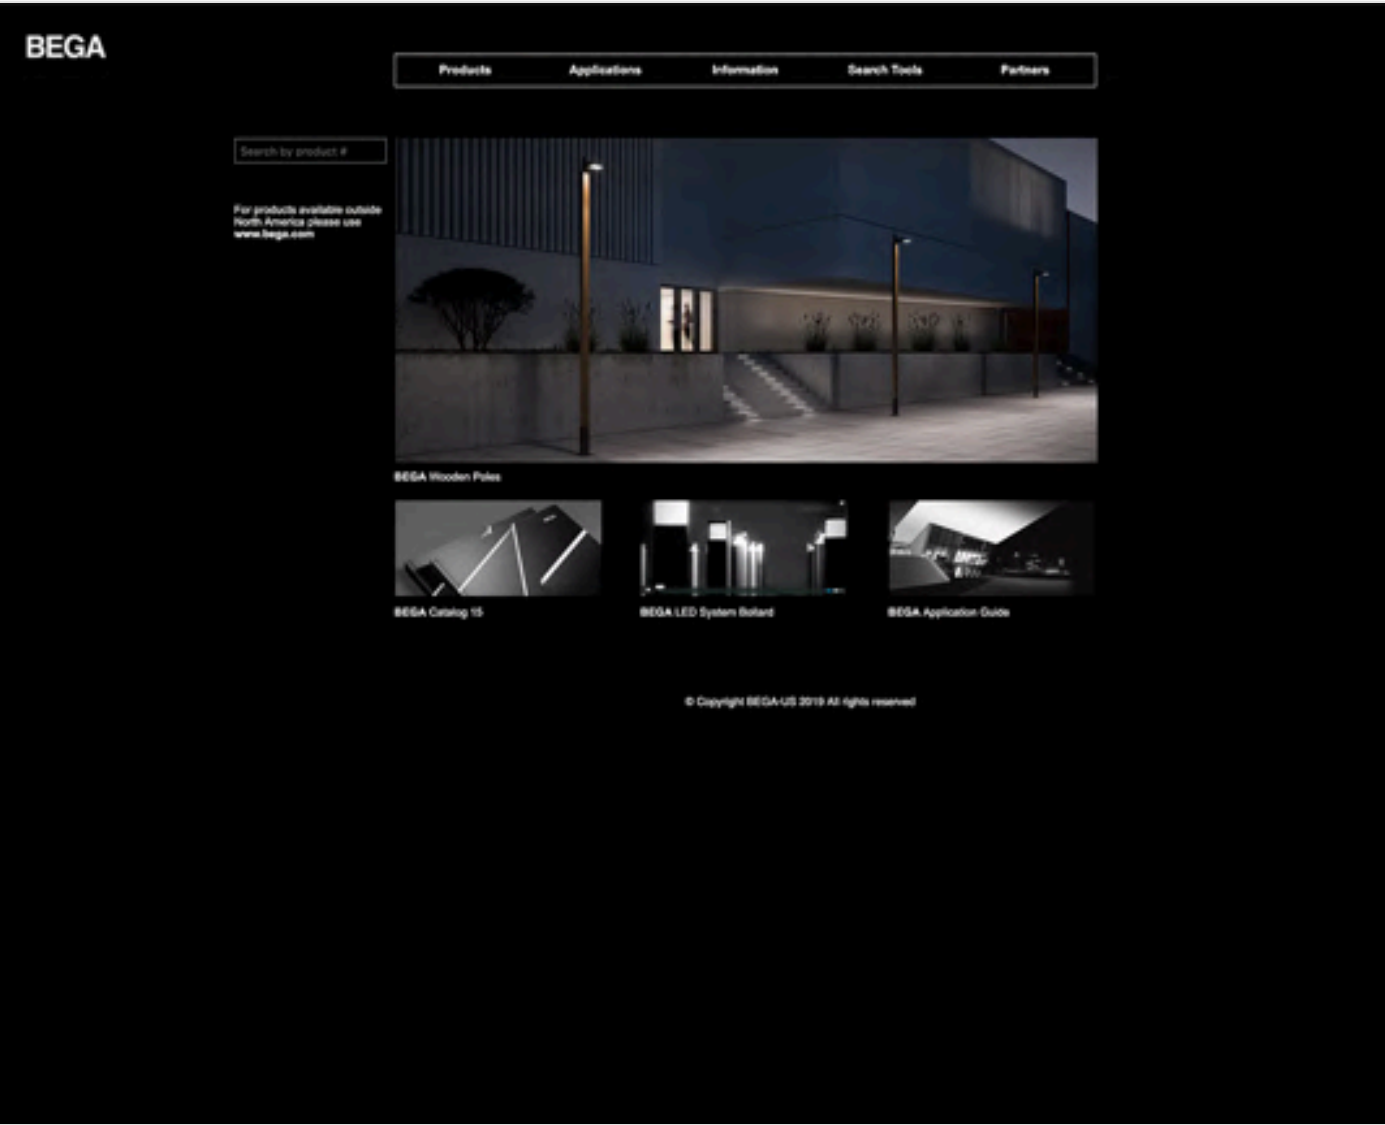 BEGA
Products
Applications
Information
Search Tools
Partners
Search by product #
For products available outside
North America please use
www.bega.com
BEGA Wooden Poles
BEGA Catalog 15
BEGA LED System Bollard
BEGA Application Guide
© Copyright BEGA-US 2019 All rights reserved